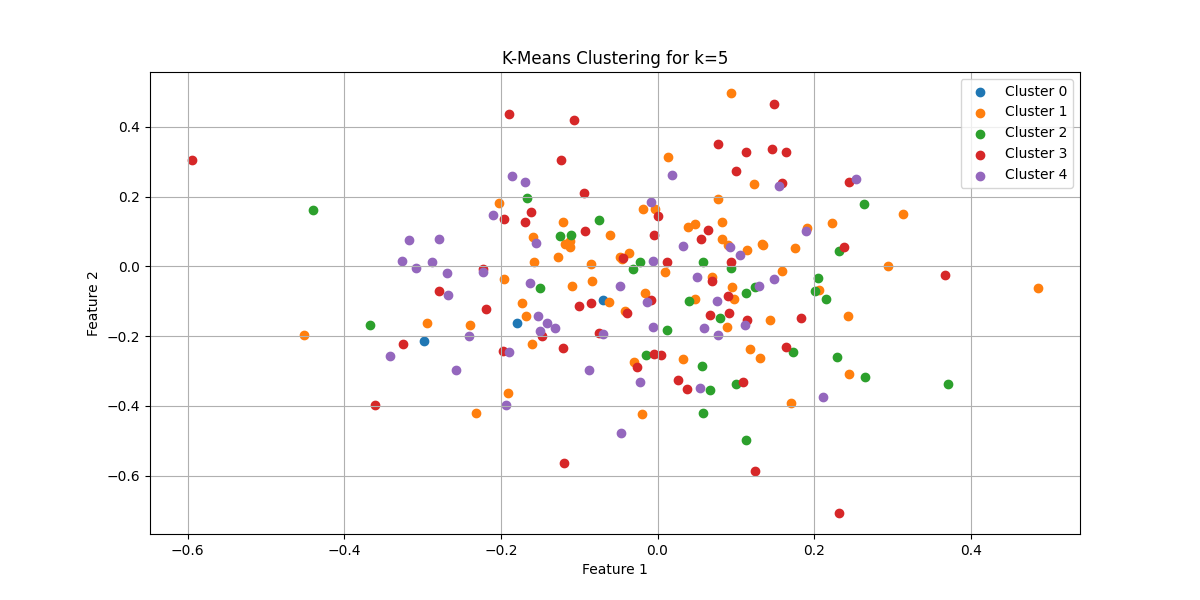 K-Means Clustering for k=5
Cluster 0
Cluster 1
Cluster 2
Cluster 3
Cluster 4
Feature 2
0.4
0.2
0.0
−0.2
−0.4
−0.6
−0.6 −0.4 −0.2 0.0 0.2 0.4
Feature 1